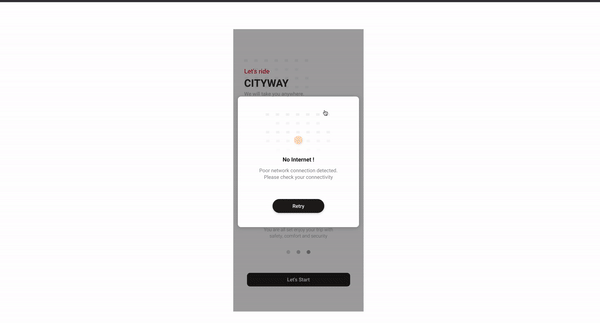 Let's ride
CITYWAY
We will take you anywhere.
No Internet !
Poor network connection detected.
Please check your connectivity
Retry
You are all set enjoy your trip with
safety, comfort and security.
Let's Start